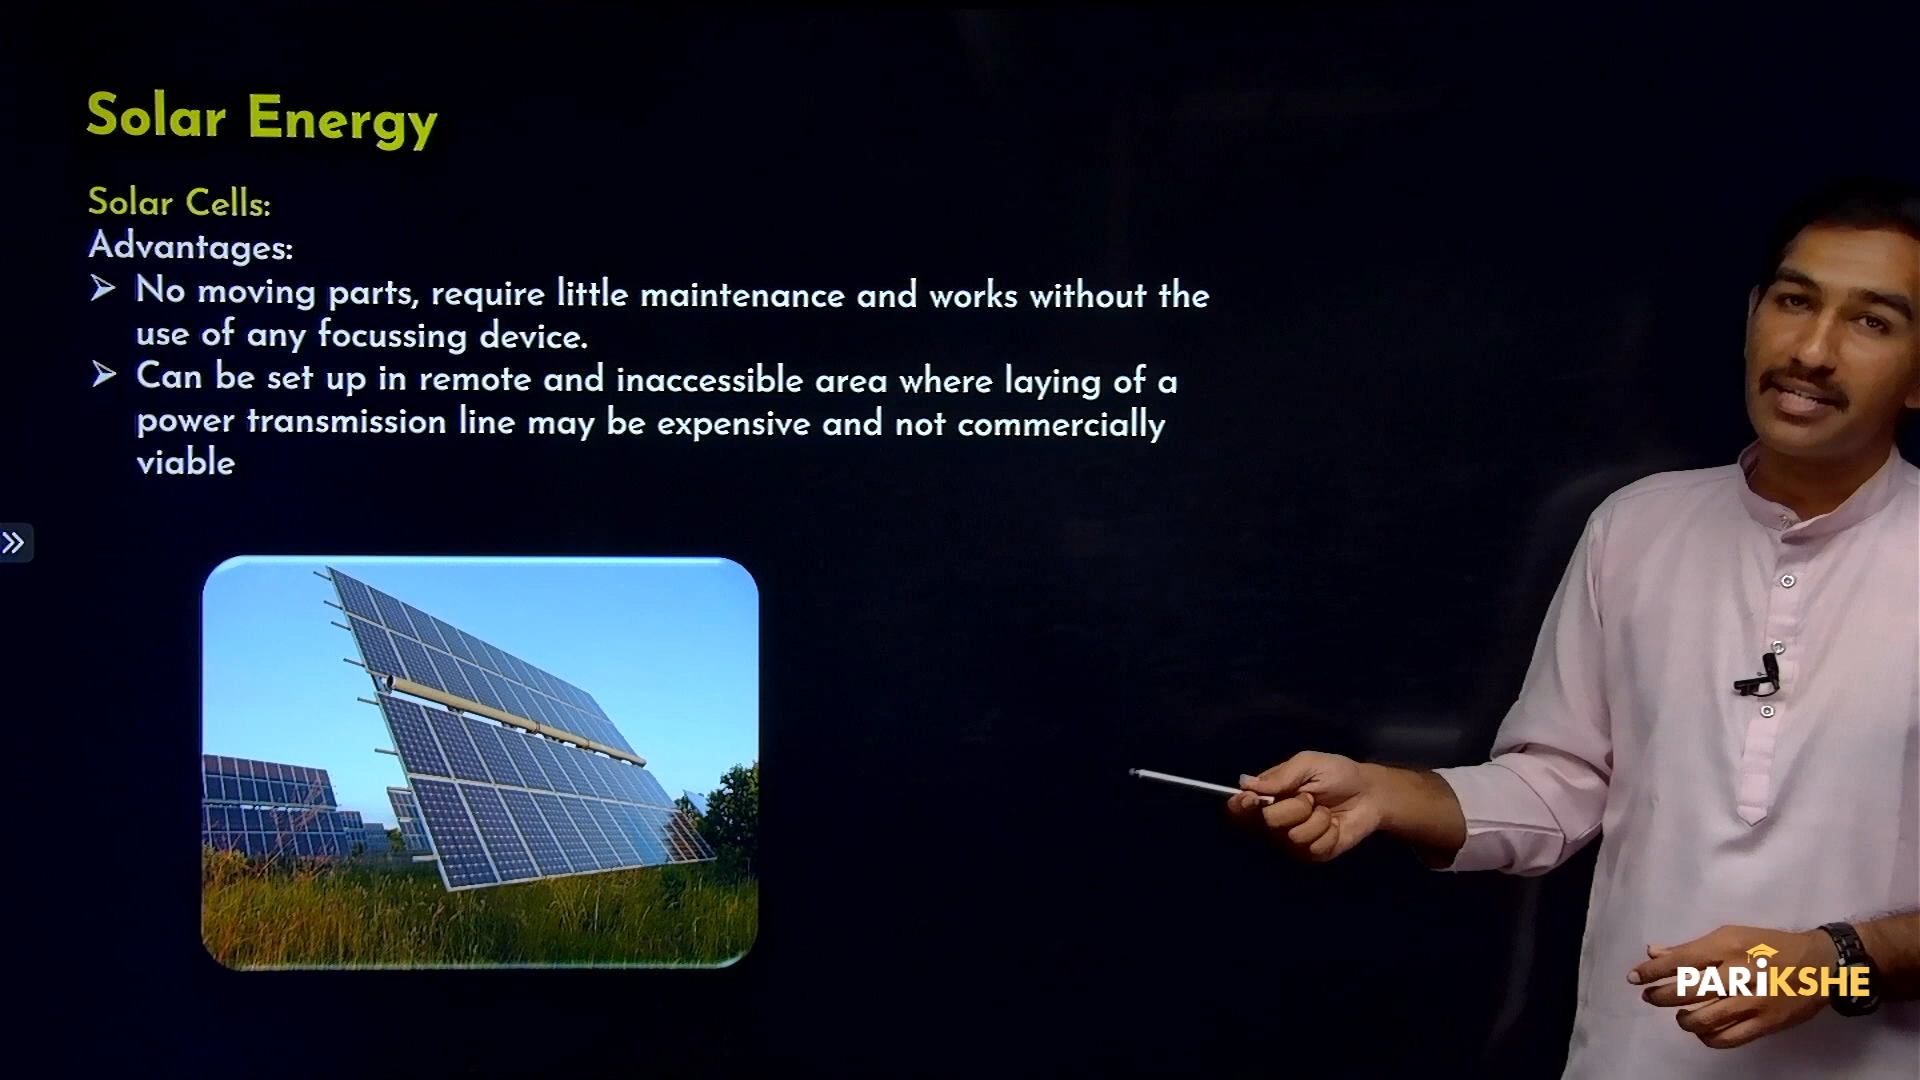 Solar Energy
Solar Cells:
Advantages:
➢ No moving parts, require little maintenance and works without the
use of any focussing device.
➢ Can be set up in remote and inaccessible area where laying of a
power transmission line may be expensive and not commercially
viable
PARiKSHE